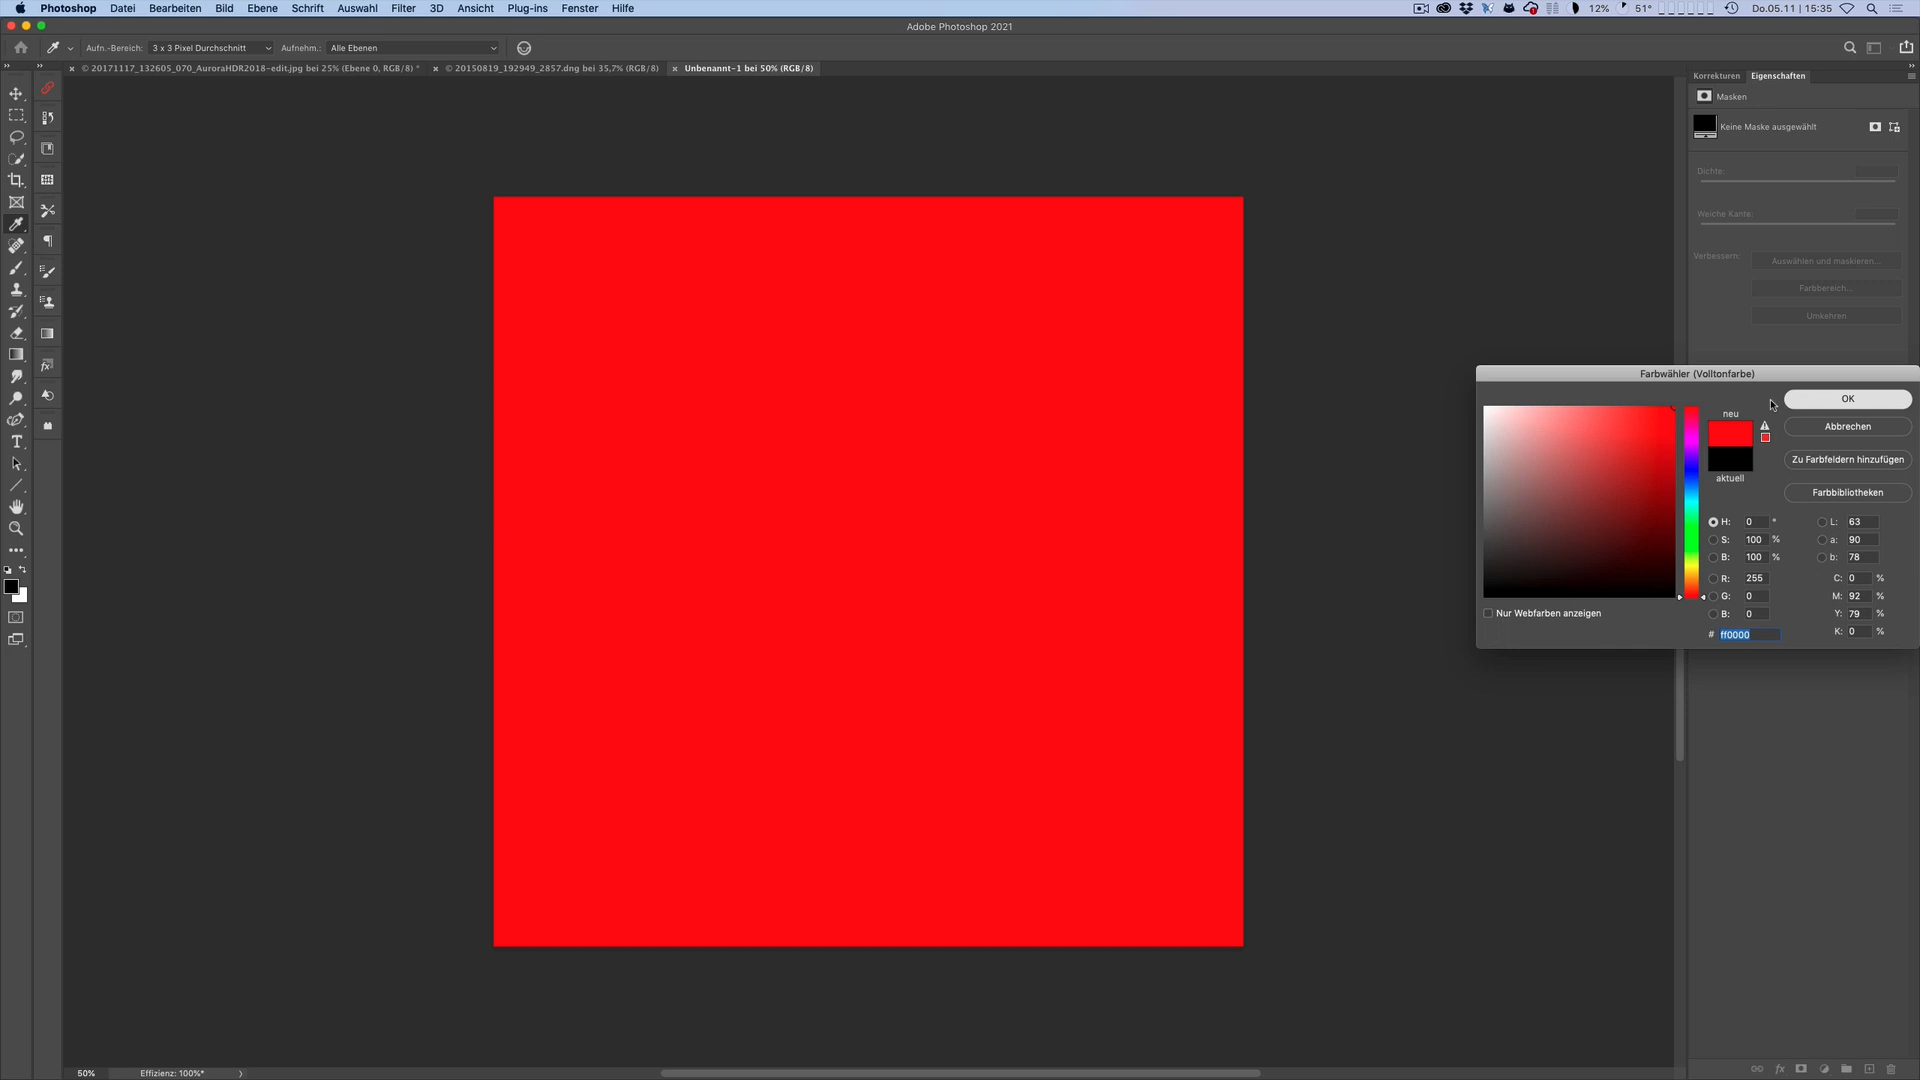 Photoshop Datei Bearbeiten Bild Ebene Schrift Auswahl Filter 3D Ansicht Plug-ins Fenster Hilfe 12% 51° Do.05.11 | 15:35
Adobe Photoshop 2021
Aufn.-Bereich: 3 x 3 Pixel Durchschnitt Aufnehm.: Alle Ebenen
© 20171117_132605_070_AuroraHDR2018-edit.jpg bei 25% (Ebene 0, RGB/8) * © 20150819_192949_2857.dng bei 35,7% (RGB/8) Unbenannt-1 bei 50% (RGB/8)
Korrekturen Eigenschaften
Masken
Keine Maske ausgewählt
Dichte:
Weiche Kante:
Verbessern: Auswählen und maskieren...
Farbbereich...
Umkehren
Farbwähler (Volltonfarbe)
OK
neu
Abbrechen
Zu Farbfeldern hinzufügen
aktuell
Farbbibliotheken
H: 0 ° L: 63
S: 100 % a: 90
B: 100 % b: 78
R: 255 C: 0 %
G: 0 M: 92 %
Nur Webfarben anzeigen B: 0 Y: 79 %
# ff0000 K: 0 %
50% Effizienz: 100%*